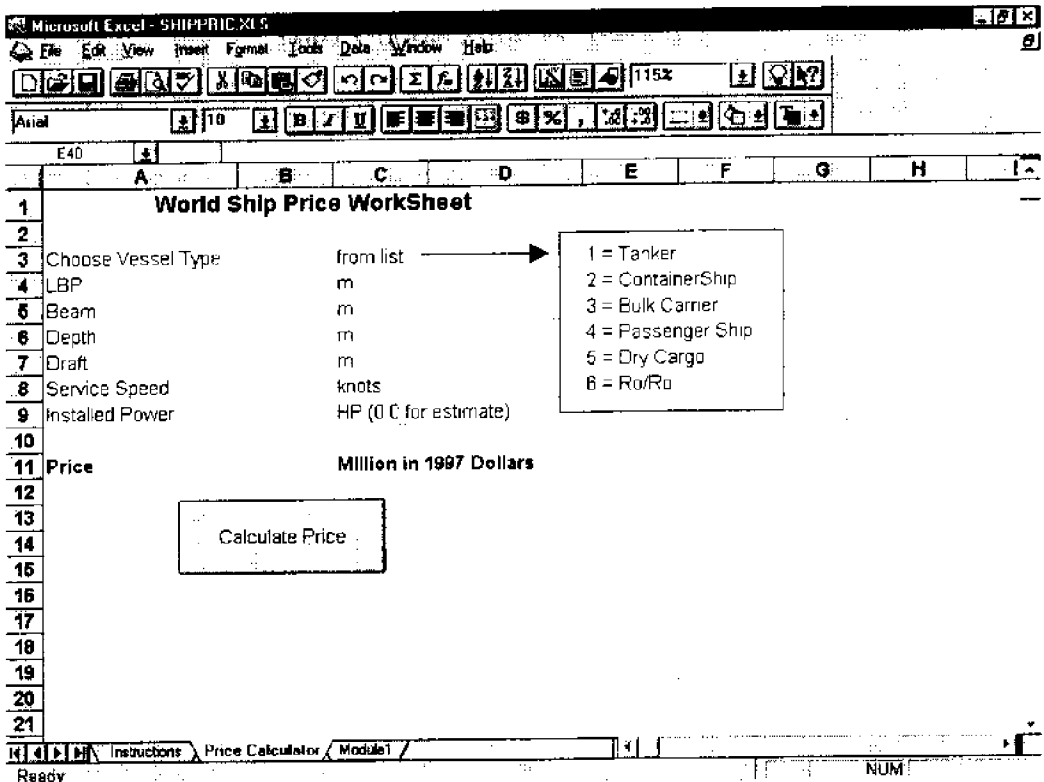 Microsoft Excel - SHIPPRIC.XLS
File Edit View Insert Format Tools Data Window Help
115%
Arial 10 B I U $ % ,
E40
A B C D E F G H I
1 World Ship Price WorkSheet
2
3 Choose Vessel Type from list 1 = Tanker
4 LBP m 2 = ContainerShip
5 Beam m 3 = Bulk Carrier
6 Depth m 4 = Passenger Ship
7 Draft m 5 = Dry Cargo
8 Service Speed knots 6 = Ro/Ro
9 Installed Power HP (0.0 for estimate)
10
11 Price Million in 1997 Dollars
12
13
14 Calculate Price
15
16
17
18
19
20
21
Instructions Price Calculator Module1
Ready NUM